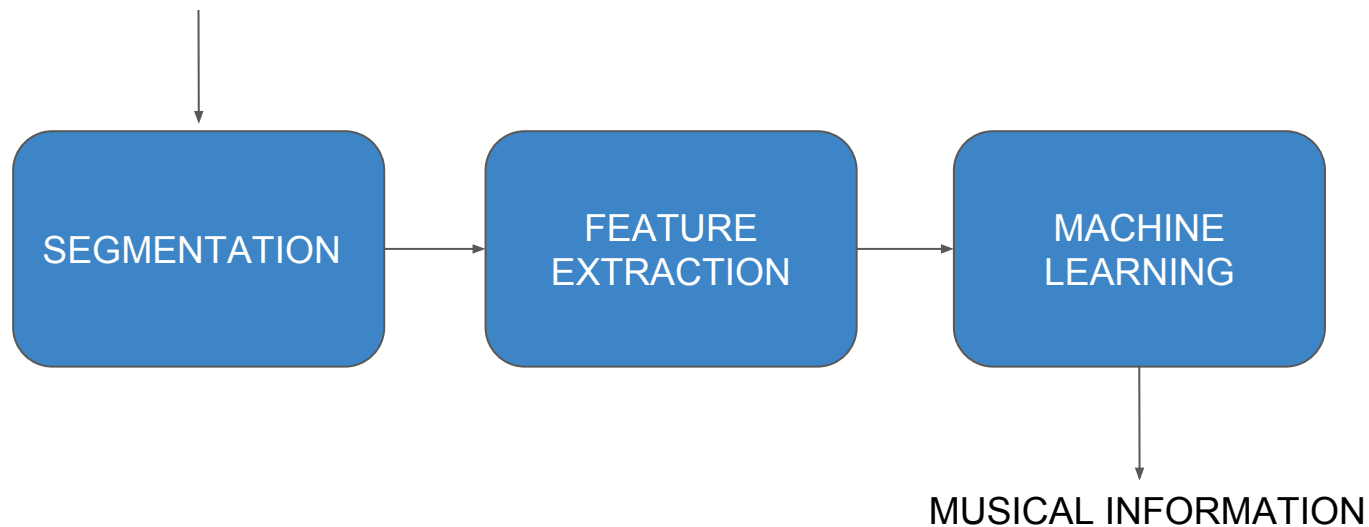 SEGMENTATION
FEATURE
EXTRACTION
MACHINE
LEARNING
MUSICAL INFORMATION